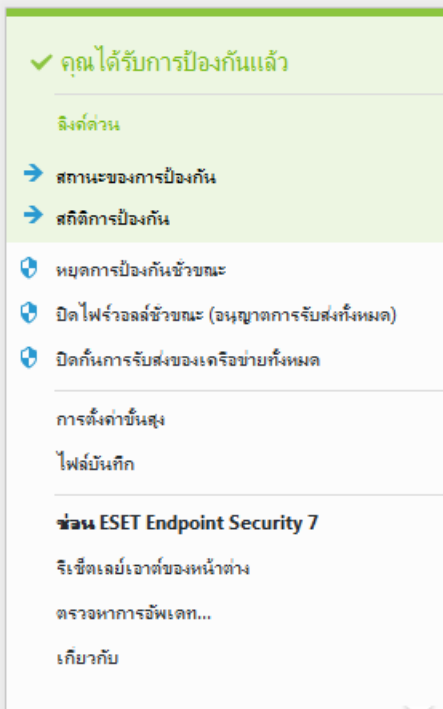 คุณได้รับการป้องกันแล้ว
ลิงค์ด่วน
สถานะของการป้องกัน
สถิติการป้องกัน
หยุดการป้องกันชั่วขณะ
ปิดไฟร์วอลล์ชั่วขณะ (อนุญาตการรับส่งทั้งหมด)
ปิดกั้นการรับส่งของเครือข่ายทั้งหมด
การตั้งค่าขั้นสูง
ไฟล์บันทึก
ซ่อน ESET Endpoint Security 7
รีเซ็ตเลย์เอาต์ของหน้าต่าง
ตรวจหาการอัพเดท...
เกี่ยวกับ